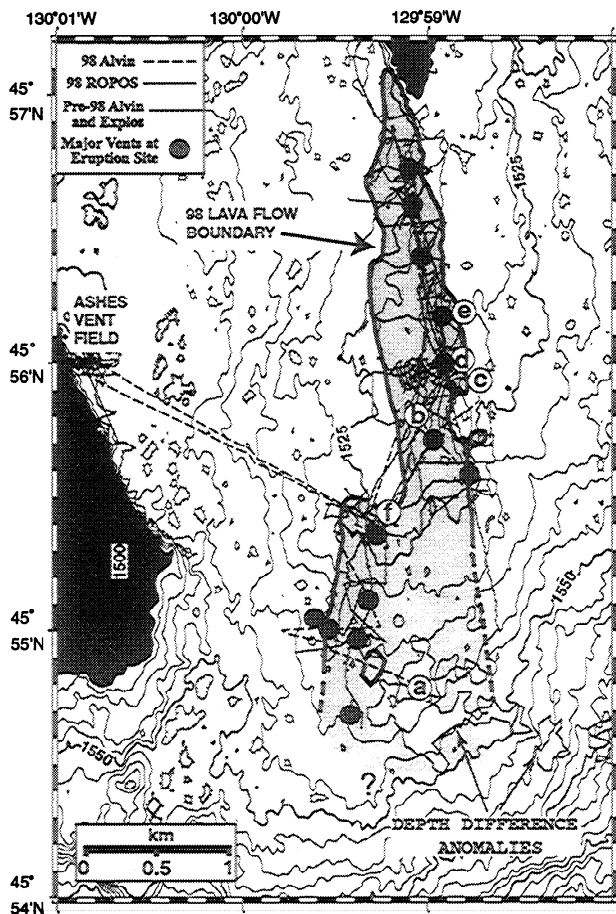 130°01'W 130°00'W 129°59'W
98 Alvin
98 ROPOS
Pre-98 Alvin
and Explos
Major Vents at
Eruption Site
45°
57'N
1525
98 LAVA FLOW
BOUNDARY
ASHES
VENT
FIELD
e
45°
56'N
d
c
b
1525
f
1500
1550
45°
55'N
a
1550
?
km
0 0.5 1
DEPTH DIFFERENCE
ANOMALIES
45°
54'N